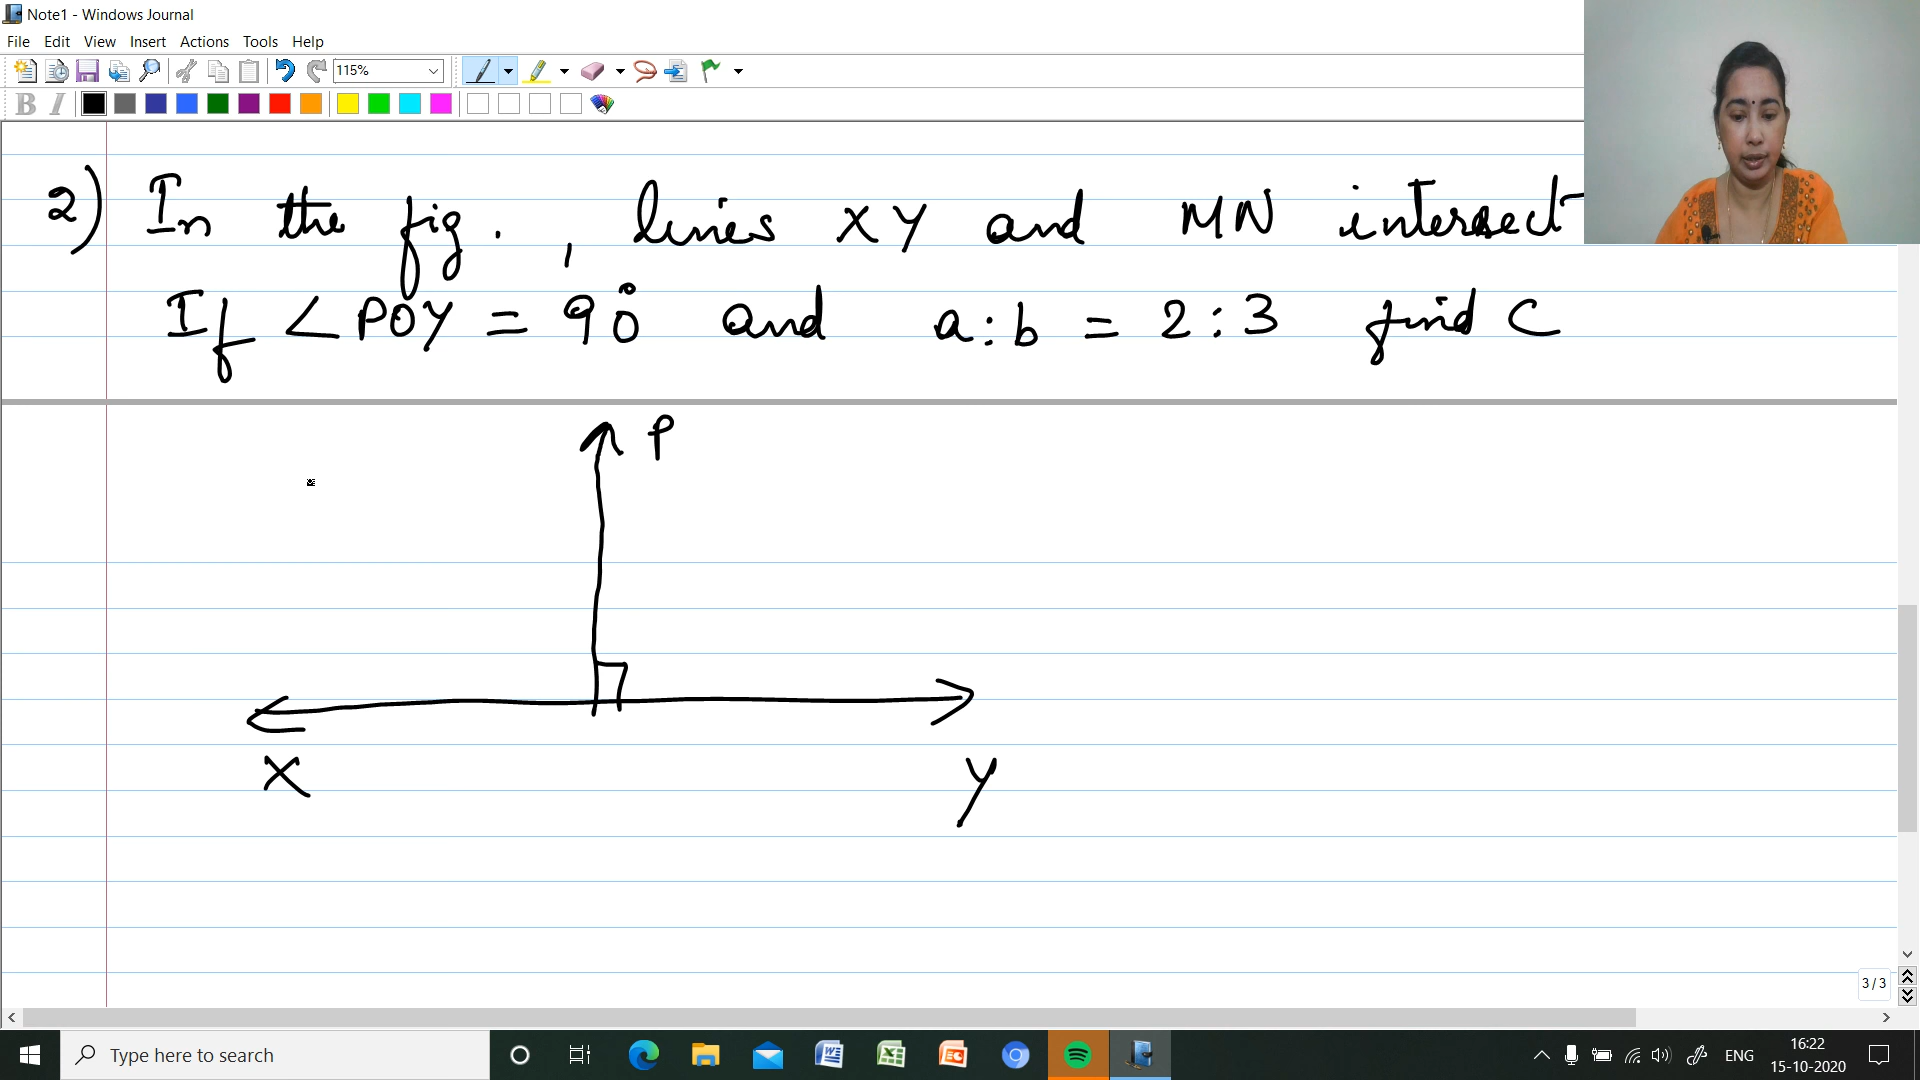 Note1 - Windows Journal
File Edit View Insert Actions Tools Help
115%
B I
2) In the fig. , lines XY and MN intersect
If ∠POY = 90° and a:b = 2:3 find C
P
X
Y
3 / 3
Type here to search
ENG
16:22
15-10-2020